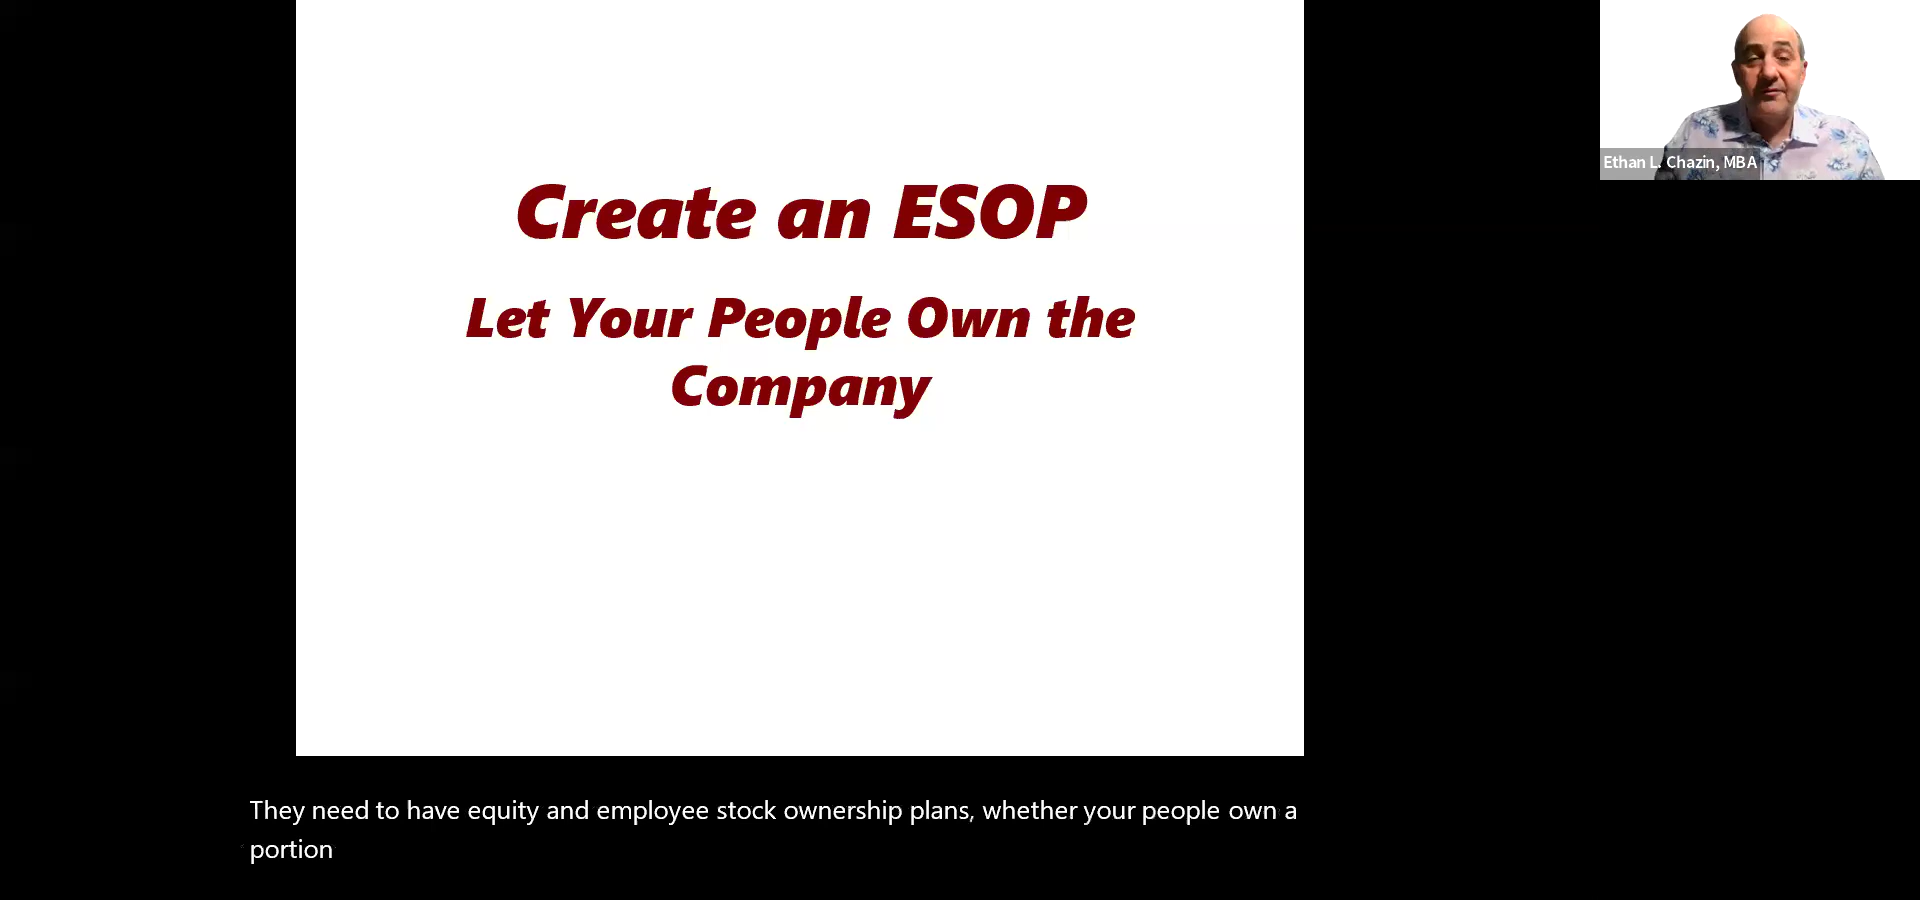 Create an ESOP
Let Your People Own the
Company
Ethan L. Chazin, MBA
They need to have equity and employee stock ownership plans, whether your people own a
portion